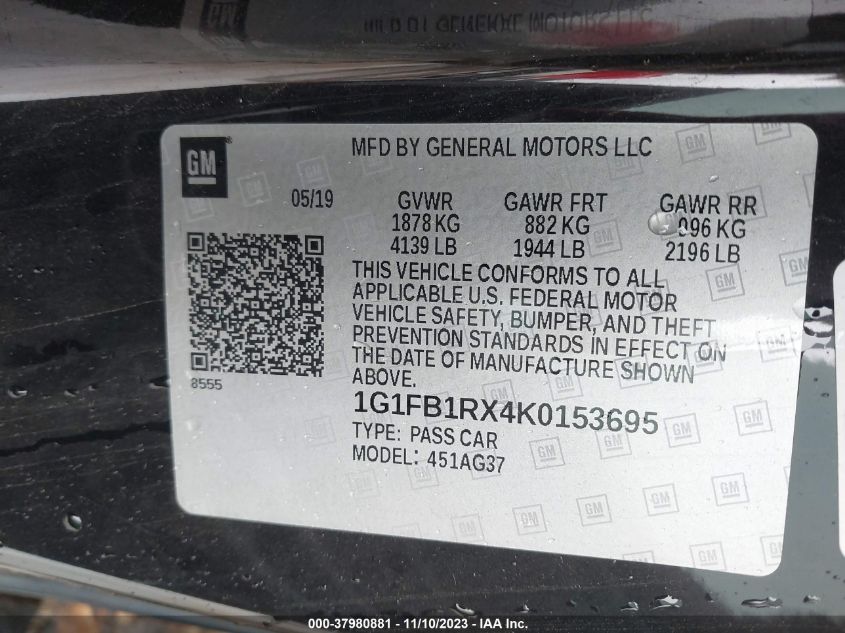 MFD BY GENERAL MOTORS LLC
GM
05/19 GVWR GAWR FRT GAWR RR
1878 KG 882 KG 096 KG
4139 LB 1944 LB 2196 LB
THIS VEHICLE CONFORMS TO ALL
APPLICABLE U.S. FEDERAL MOTOR
VEHICLE SAFETY, BUMPER, AND THEFT
PREVENTION STANDARDS IN EFFECT ON
THE DATE OF MANUFACTURE SHOWN
ABOVE.
8555
1G1FB1RX4K0153695
TYPE: PASS CAR
MODEL: 451AG37
000-37980881 - 11/10/2023 - IAA Inc.